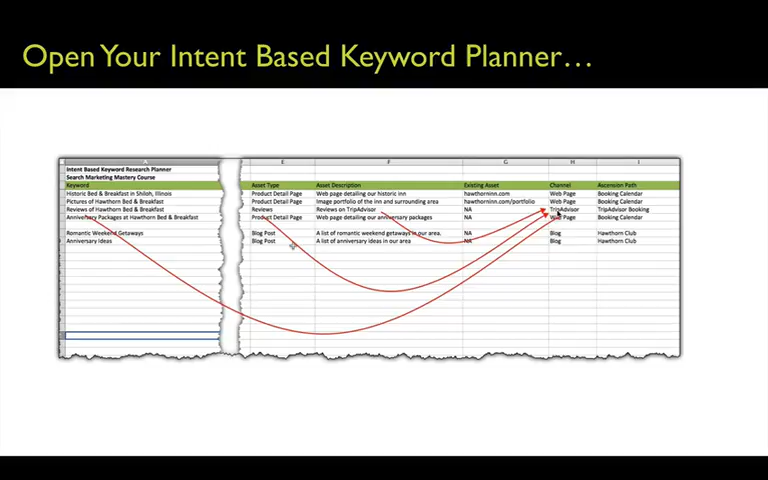 Open Your Intent Based Keyword Planner...
A E F G H I
Intent Based Keyword Research Planner
Search Marketing Mastery Course
Keyword Asset Type Asset Description Existing Asset Channel Ascension Path
Historic Bed & Breakfast in Shiloh, Illinois Product Detail Page Web page detailing our historic inn hawthorninn.com Web Page Booking Calendar
Pictures of Hawthorn Bed & Breakfast Product Detail Page Image portfolio of the inn and surrounding area hawthorninn.com/portfolio Web Page Booking Calendar
Reviews of Hawthorn Bed & Breakfast Reviews Reviews on TripAdvisor NA TripAdvisor TripAdvisor Booking
Anniversary Packages at Hawthorn Bed & Breakfast Product Detail Page Web page detailing our anniversary packages NA Web Page Booking Calendar
Romantic Weekend Getaways Blog Post A list of romantic weekend getaways in our area. NA Blog Hawthorn Club
Anniversary Ideas Blog Post A list of anniversary ideas in our area NA Blog Hawthorn Club